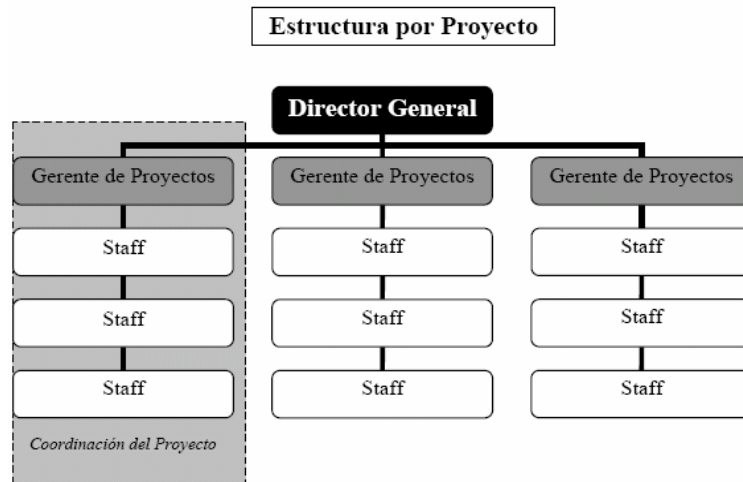 Estructura por Proyecto
Director General
Gerente de Proyectos
Gerente de Proyectos
Gerente de Proyectos
Staff
Staff
Staff
Staff
Staff
Staff
Staff
Staff
Staff
Coordinación del Proyecto